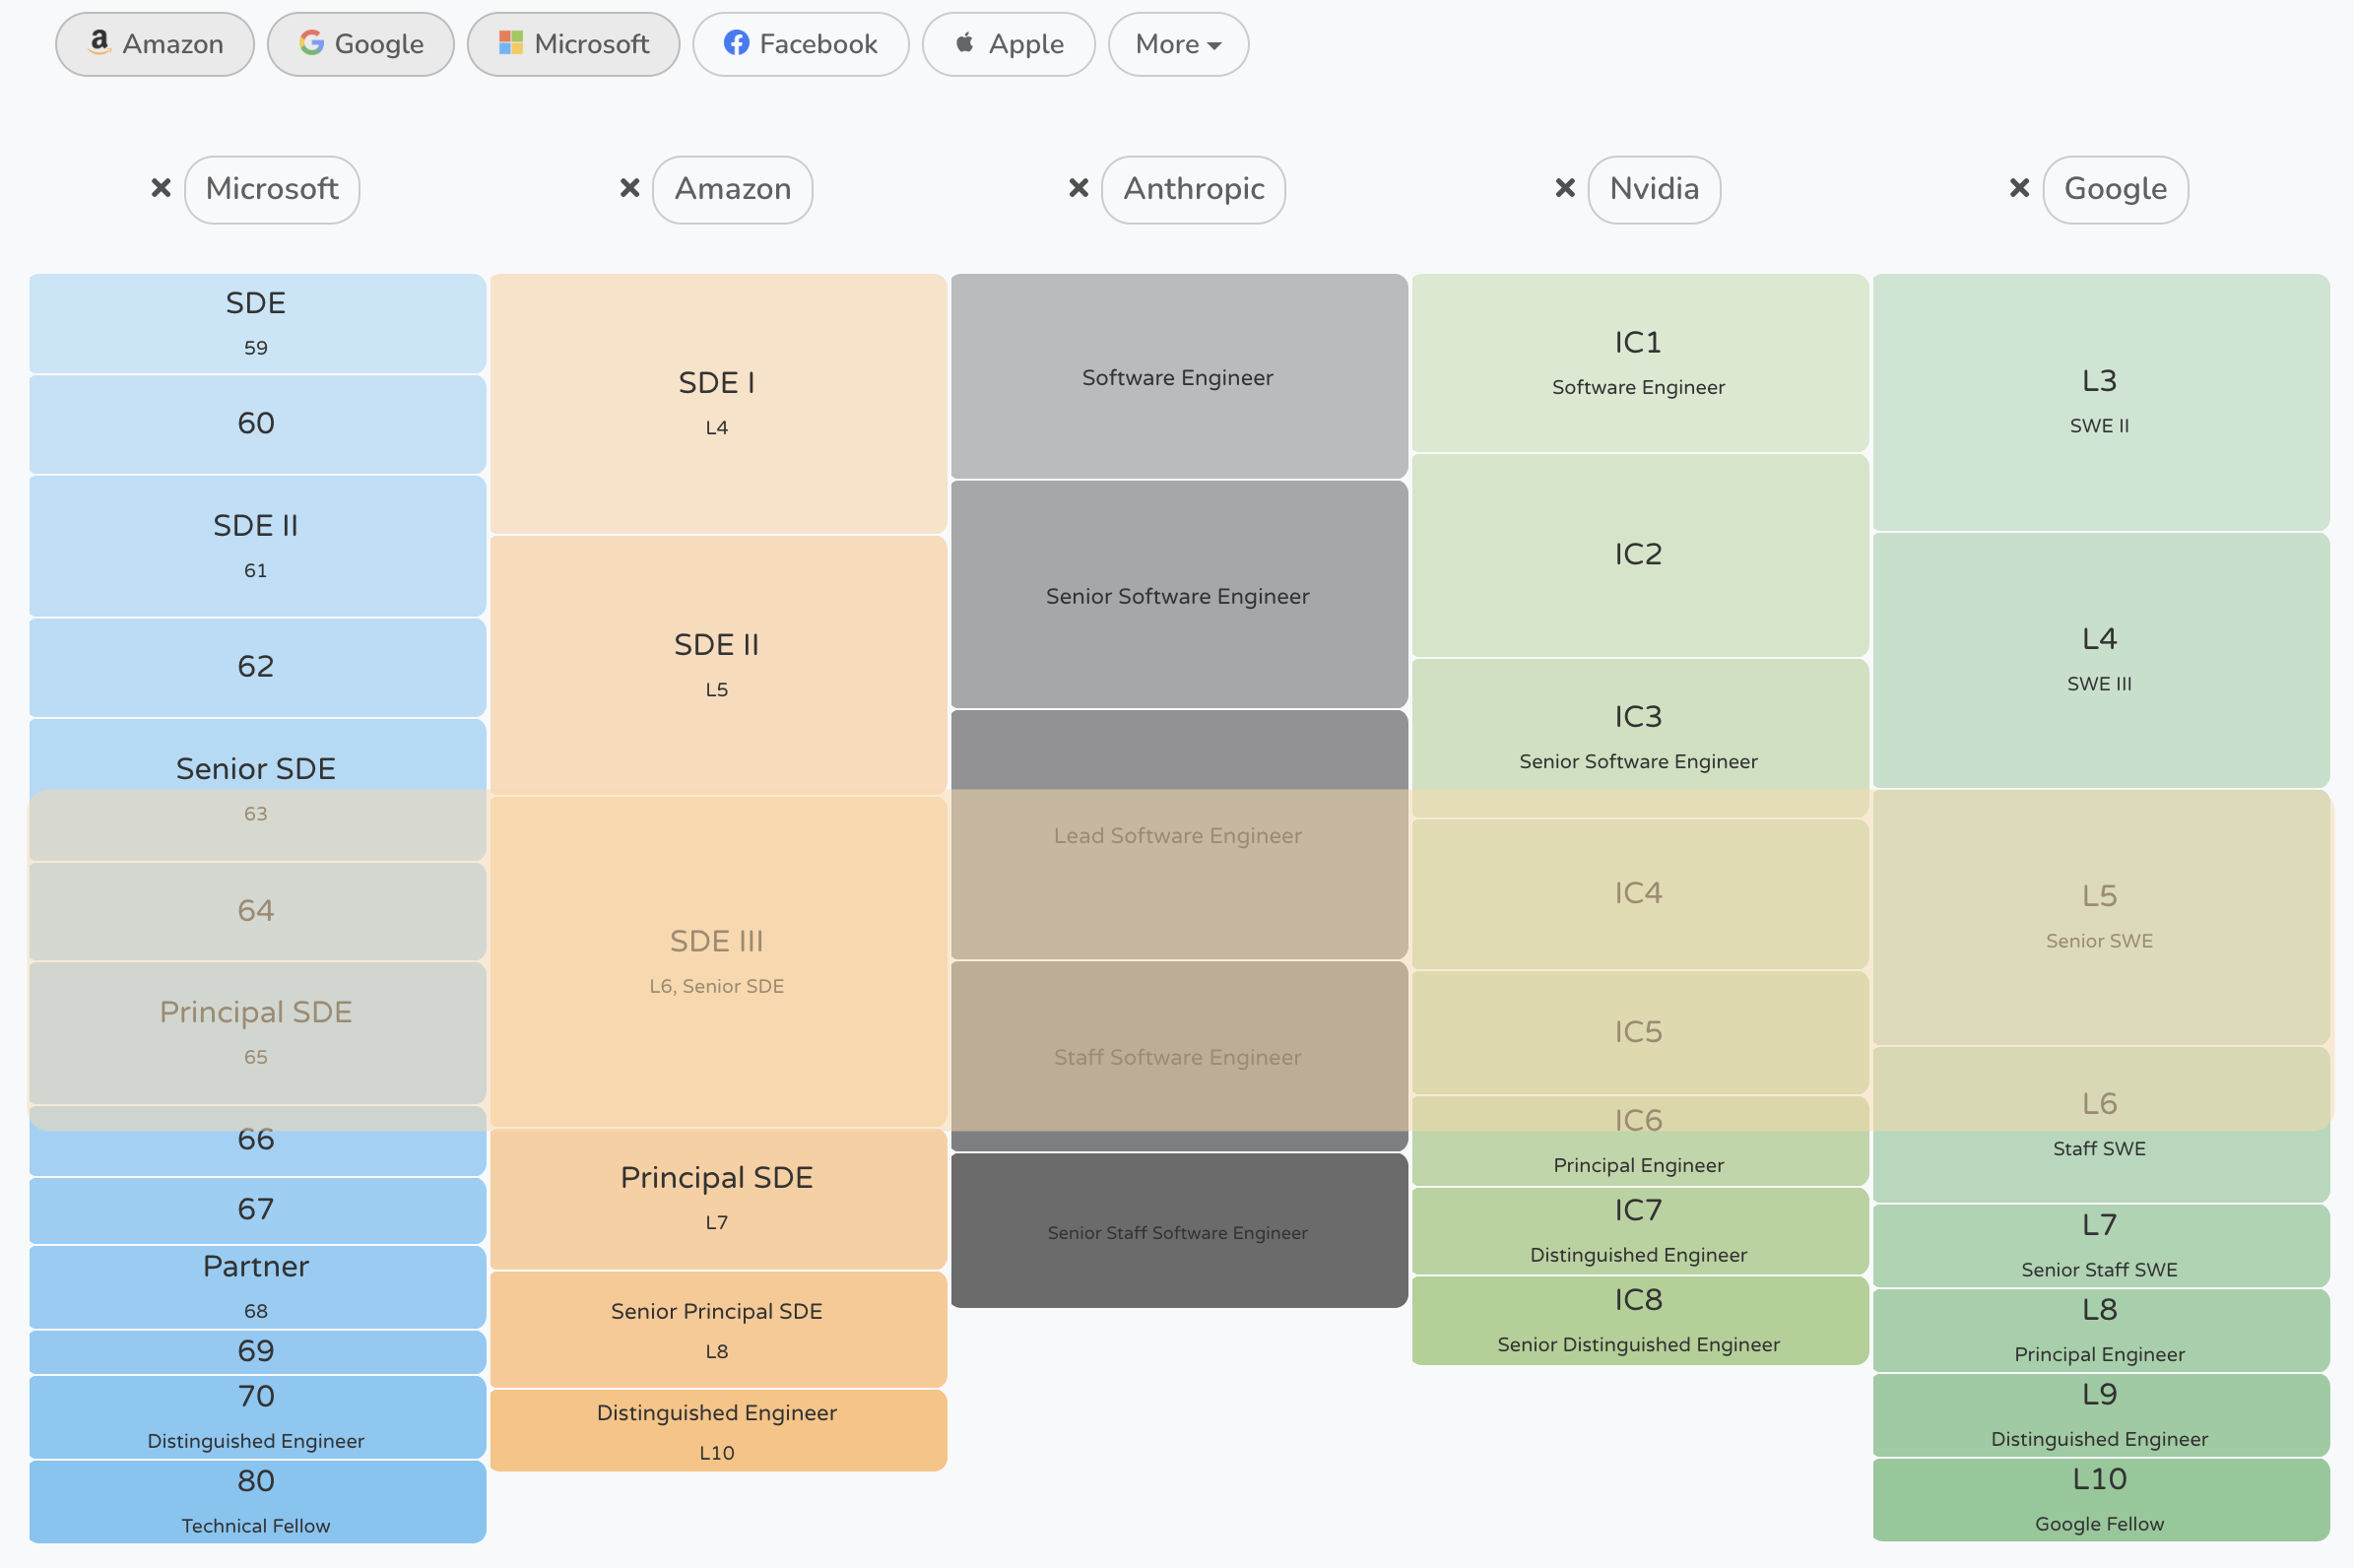 Amazon
Google
Microsoft
Facebook
Apple
More
Microsoft
Amazon
Anthropic
Nvidia
Google
SDE
59
60
SDE II
61
62
Senior SDE
63
64
Principal SDE
65
66
67
Partner
68
69
70
Distinguished Engineer
80
Technical Fellow
SDE I
L4
SDE II
L5
SDE III
L6, Senior SDE
Principal SDE
L7
Senior Principal SDE
L8
Distinguished Engineer
L10
Software Engineer
Senior Software Engineer
Lead Software Engineer
Staff Software Engineer
Senior Staff Software Engineer
IC1
Software Engineer
IC2
IC3
Senior Software Engineer
IC4
IC5
IC6
Principal Engineer
IC7
Distinguished Engineer
IC8
Senior Distinguished Engineer
L3
SWE II
L4
SWE III
L5
Senior SWE
L6
Staff SWE
L7
Senior Staff SWE
L8
Principal Engineer
L9
Distinguished Engineer
L10
Google Fellow